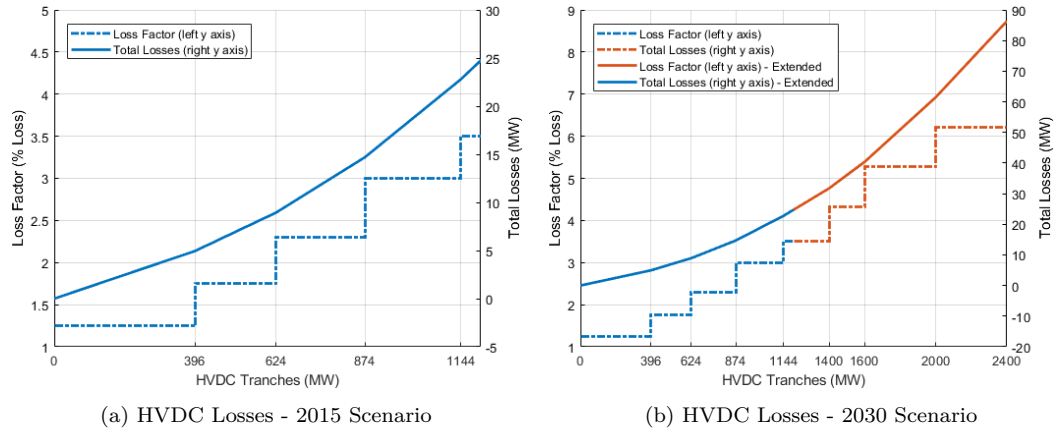 5
4.5
4
3.5
3
2.5
2
1.5
1
Loss Factor (% Loss)
30
25
20
15
10
5
0
-5
Total Losses (MW)
Loss Factor (left y axis)
Total Losses (right y axis)
0 396 624 874 1144
HVDC Tranches (MW)
(a) HVDC Losses - 2015 Scenario
9
8
7
6
5
4
3
2
1
Loss Factor (% Loss)
90
80
70
60
50
40
30
20
10
0
-10
-20
Total Losses (MW)
Loss Factor (left y axis)
Total Losses (right y axis)
Loss Factor (left y axis) - Extended
Total Losses (right y axis) - Extended
0 396 624 874 1144 1400 1600 2000 2400
HVDC Tranches (MW)
(b) HVDC Losses - 2030 Scenario